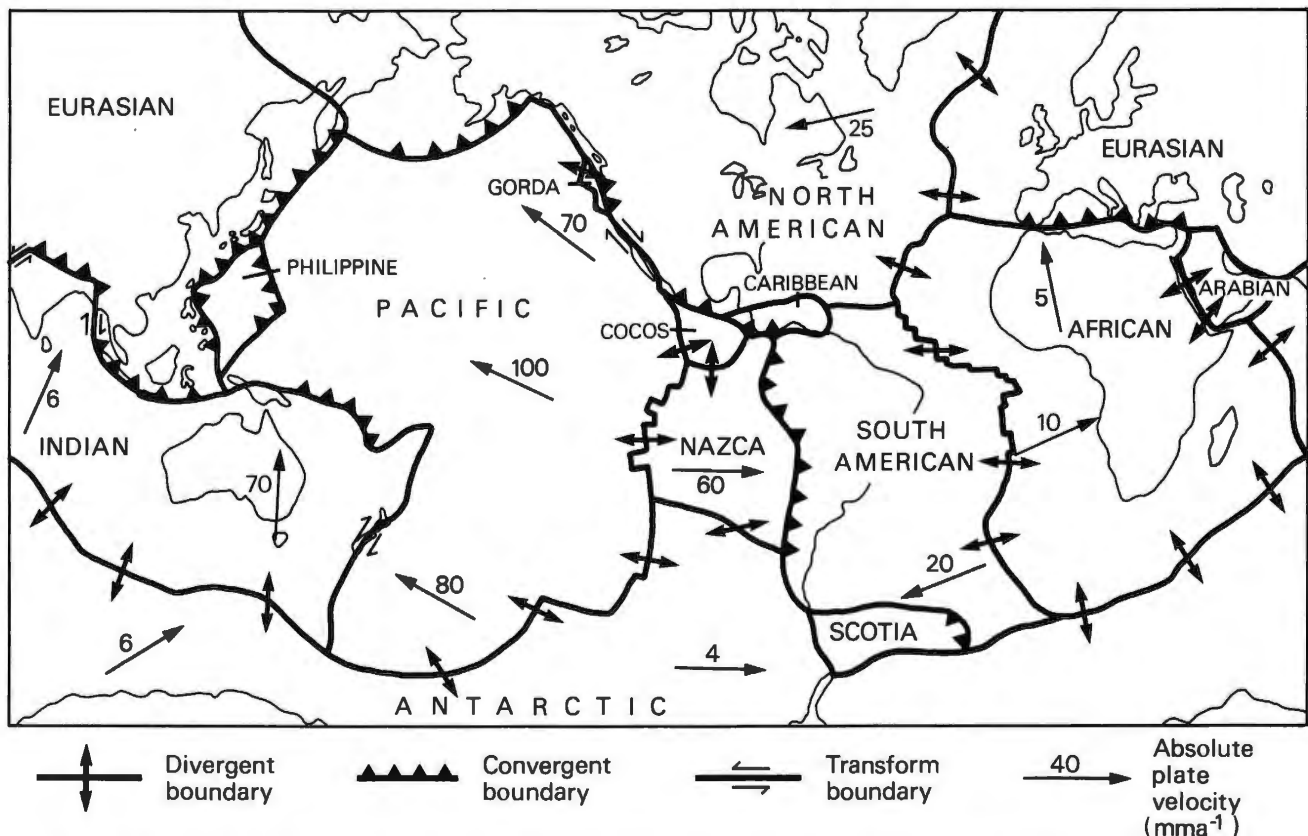 EURASIAN
25
EURASIAN
GORDA
NORTH
AMERICAN
70
PHILIPPINE
CARIBBEAN
ARABIAN
PACIFIC
5
AFRICAN
COCOS
6
100
INDIAN
NAZCA
SOUTH
AMERICAN
10
70
60
80
20
6
SCOTIA
4
ANTARCTIC
Divergent
boundary
Convergent
boundary
Transform
boundary
40
Absolute
plate
velocity
(mma⁻¹)